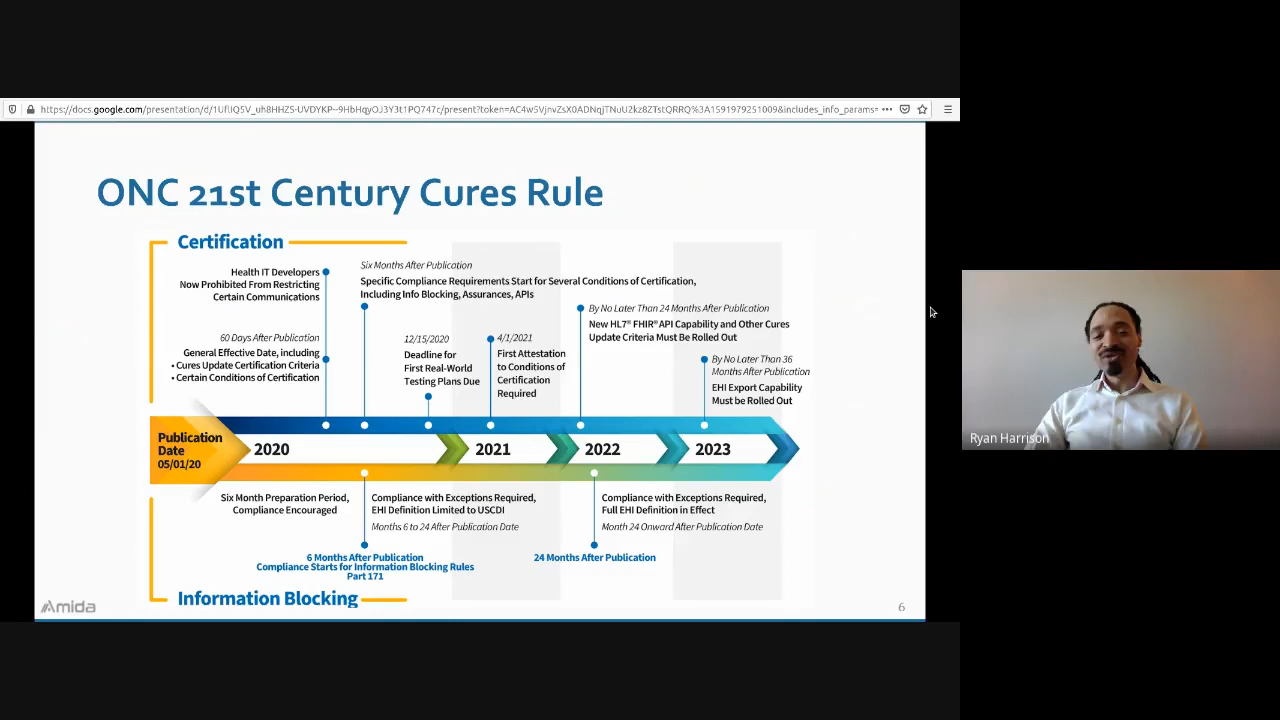 ONC 21st Century Cures Rule
Certification
Health IT Developers
Now Prohibited From Restricting
Certain Communications
60 Days After Publication
General Effective Date, including
• Cures Update Certification Criteria
• Certain Conditions of Certification
Six Months After Publication
Specific Compliance Requirements Start for Several Conditions of Certification,
Including Info Blocking, Assurances, APIs
12/15/2020
Deadline for
First Real-World
Testing Plans Due
4/1/2021
First Attestation
to Conditions of
Certification
Required
By No Later Than 24 Months After Publication
New HL7® FHIR® API Capability and Other Cures
Update Criteria Must Be Rolled Out
By No Later Than 36
Months After Publication
EHI Export Capability
Must be Rolled Out
Publication
Date
05/01/20
2020
2021
2022
2023
Six Month Preparation Period,
Compliance Encouraged
Compliance with Exceptions Required,
EHI Definition Limited to USCDI
Months 6 to 24 After Publication Date
Compliance with Exceptions Required,
Full EHI Definition in Effect
Month 24 Onward After Publication Date
6 Months After Publication
Compliance Starts for Information Blocking Rules
Part 171
24 Months After Publication
Information Blocking
Amida
6
Ryan Harrison